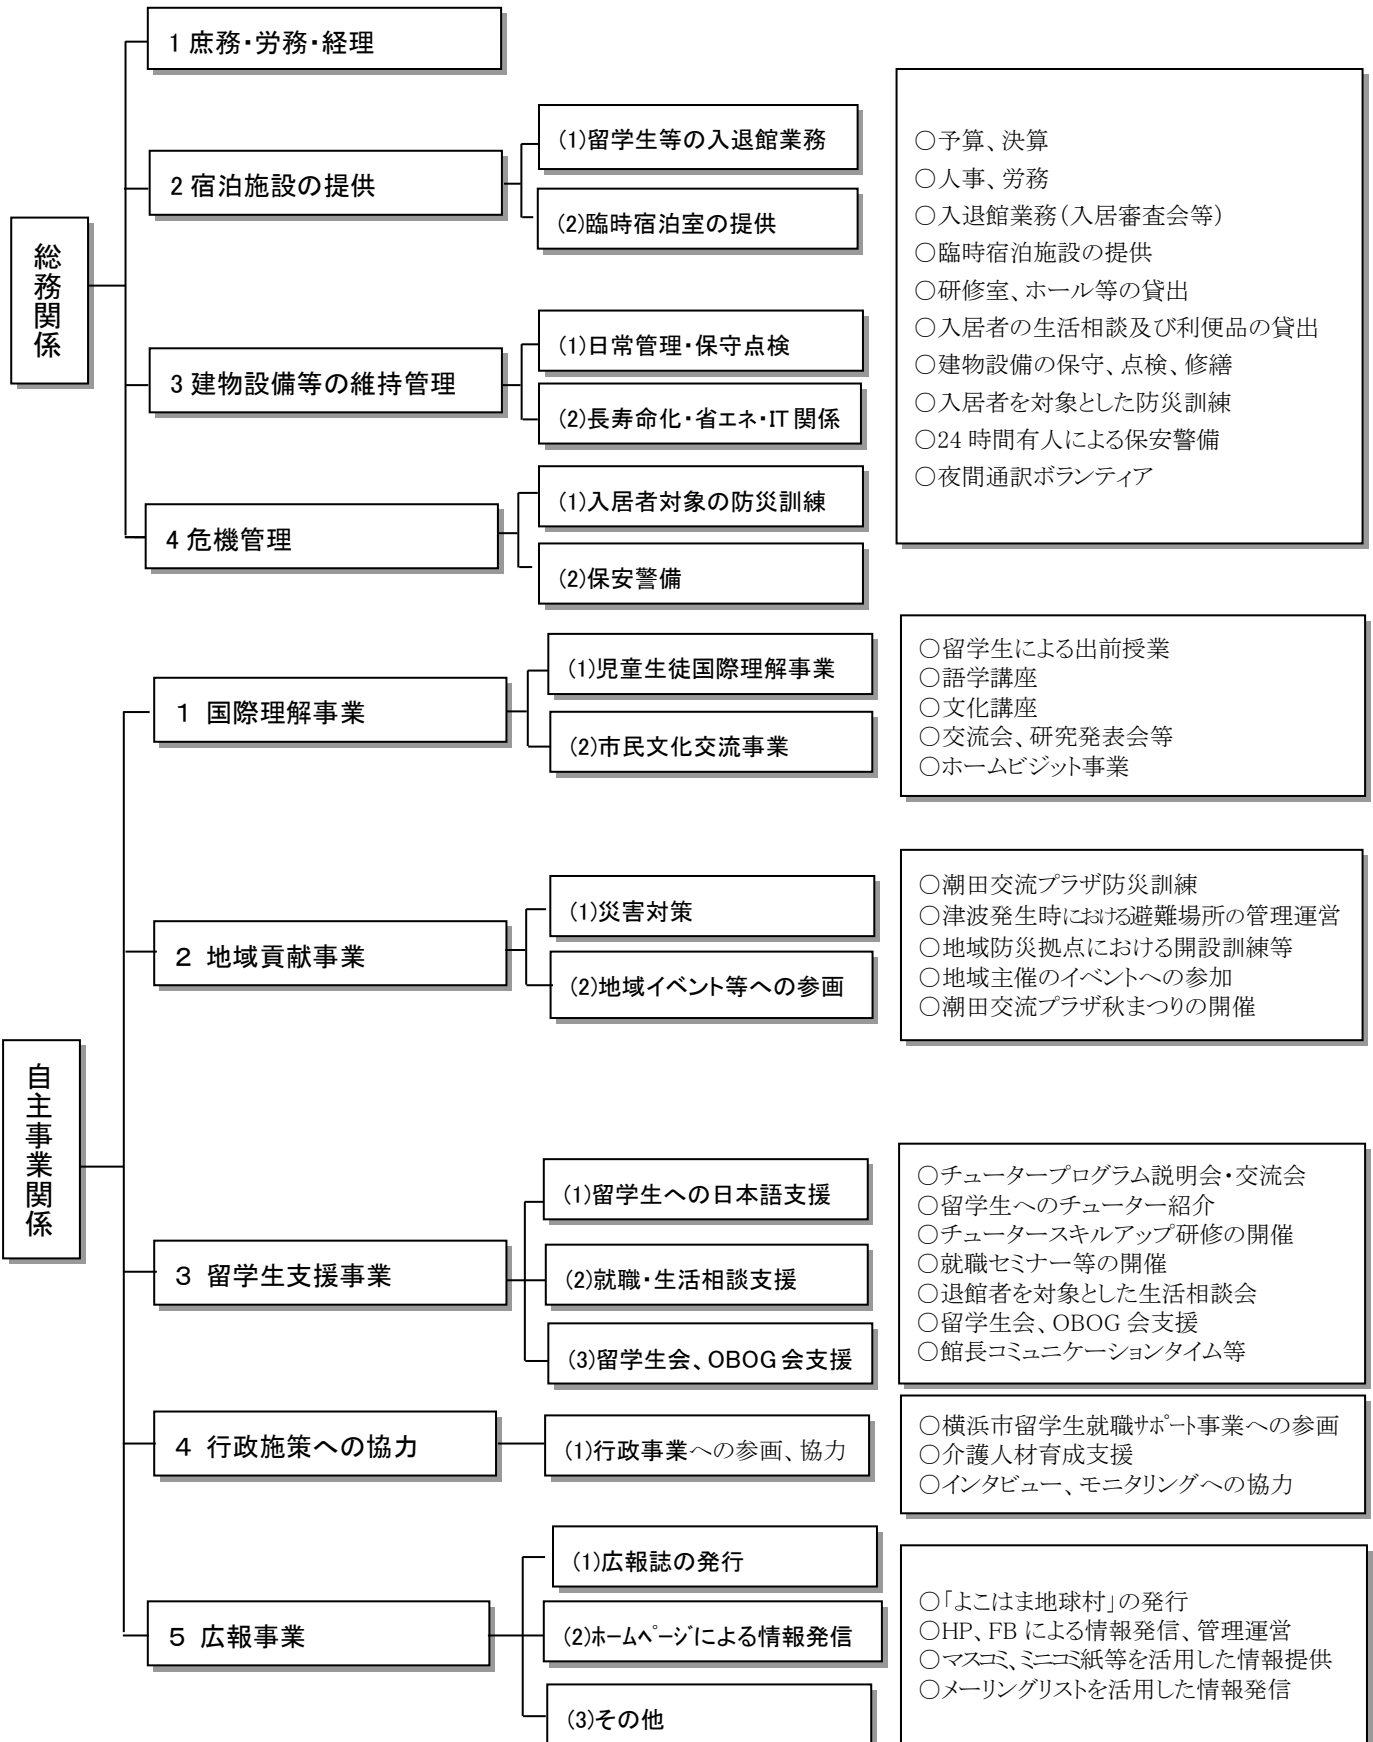 総務関係
1 庶務・労務・経理
2 宿泊施設の提供
(1)留学生等の入退館業務
(2)臨時宿泊室の提供
3 建物設備等の維持管理
(1)日常管理・保守点検
(2)長寿命化・省エネ・IT 関係
4 危機管理
(1)入居者対象の防災訓練
(2)保安警備
○予算、決算
○人事、労務
○入退館業務(入居審査会等)
○臨時宿泊施設の提供
○研修室、ホール等の貸出
○入居者の生活相談及び利便品の貸出
○建物設備の保守、点検、修繕
○入居者を対象とした防災訓練
○24 時間有人による保安警備
○夜間通訳ボランティア
自主事業関係
１ 国際理解事業
(1)児童生徒国際理解事業
(2)市民文化交流事業
○留学生による出前授業
○語学講座
○文化講座
○交流会、研究発表会等
○ホームビジット事業
２ 地域貢献事業
(1)災害対策
(2)地域イベント等への参画
○潮田交流プラザ防災訓練
○津波発生時における避難場所の管理運営
○地域防災拠点における開設訓練等
○地域主催のイベントへの参加
○潮田交流プラザ秋まつりの開催
３ 留学生支援事業
(1)留学生への日本語支援
(2)就職・生活相談支援
(3)留学生会、OBOG 会支援
○チュータープログラム説明会・交流会
○留学生へのチューター紹介
○チュータースキルアップ研修の開催
○就職セミナー等の開催
○退館者を対象とした生活相談会
○留学生会、OBOG 会支援
○館長コミュニケーションタイム等
４ 行政施策への協力
(1)行政事業への参画、協力
○横浜市留学生就職ｻﾎﾟｰﾄ事業への参画
○介護人材育成支援
○インタビュー、モニタリングへの協力
５ 広報事業
(1)広報誌の発行
(2)ﾎｰﾑﾍﾟｰｼﾞによる情報発信
(3)その他
○「よこはま地球村」の発行
○HP、FB による情報発信、管理運営
○マスコミ、ミニコミ紙等を活用した情報提供
○メーリングリストを活用した情報発信